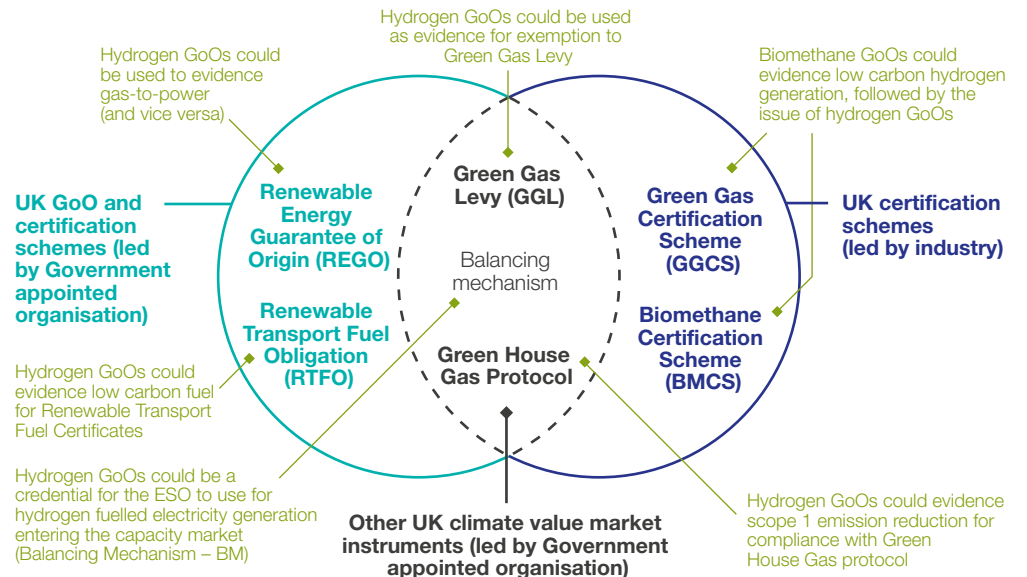 Hydrogen GoOs could be used
as evidence for exemption to
Green Gas Levy
Hydrogen GoOs could
be used to evidence
gas-to-power
(and vice versa)
Biomethane GoOs could
evidence low carbon hydrogen
generation, followed by the
issue of hydrogen GoOs
UK GoO and
certification
schemes (led
by Government
appointed
organisation)
Renewable
Energy
Guarantee of
Origin (REGO)
Green Gas
Levy (GGL)
Green Gas
Certification
Scheme
(GGCS)
UK certification
schemes
(led by industry)
Balancing
mechanism
Renewable
Transport Fuel
Obligation
(RTFO)
Green House
Gas Protocol
Biomethane
Certification
Scheme
(BMCS)
Hydrogen GoOs could
evidence low carbon fuel
for Renewable Transport
Fuel Certificates
Hydrogen GoOs could be a
credential for the ESO to use for
hydrogen fuelled electricity generation
entering the capacity market
(Balancing Mechanism – BM)
Other UK climate value market
instruments (led by Government
appointed organisation)
Hydrogen GoOs could evidence
scope 1 emission reduction for
compliance with Green
House Gas protocol